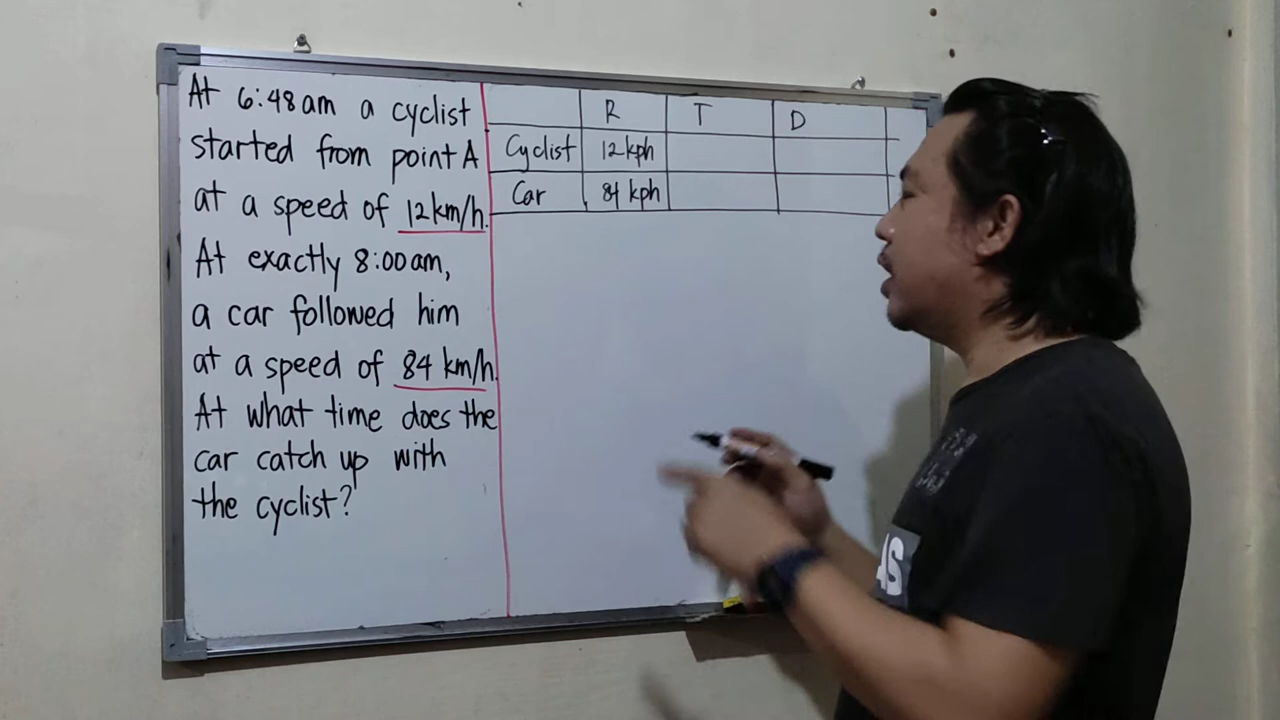 At 6:48am a cyclist
started from point A
at a speed of 12km/h.
At exactly 8:00am,
a car followed him
at a speed of 84 km/h.
At what time does the
car catch up with
the cyclist?
R T D
Cyclist 12kph
Car 84 kph
AS